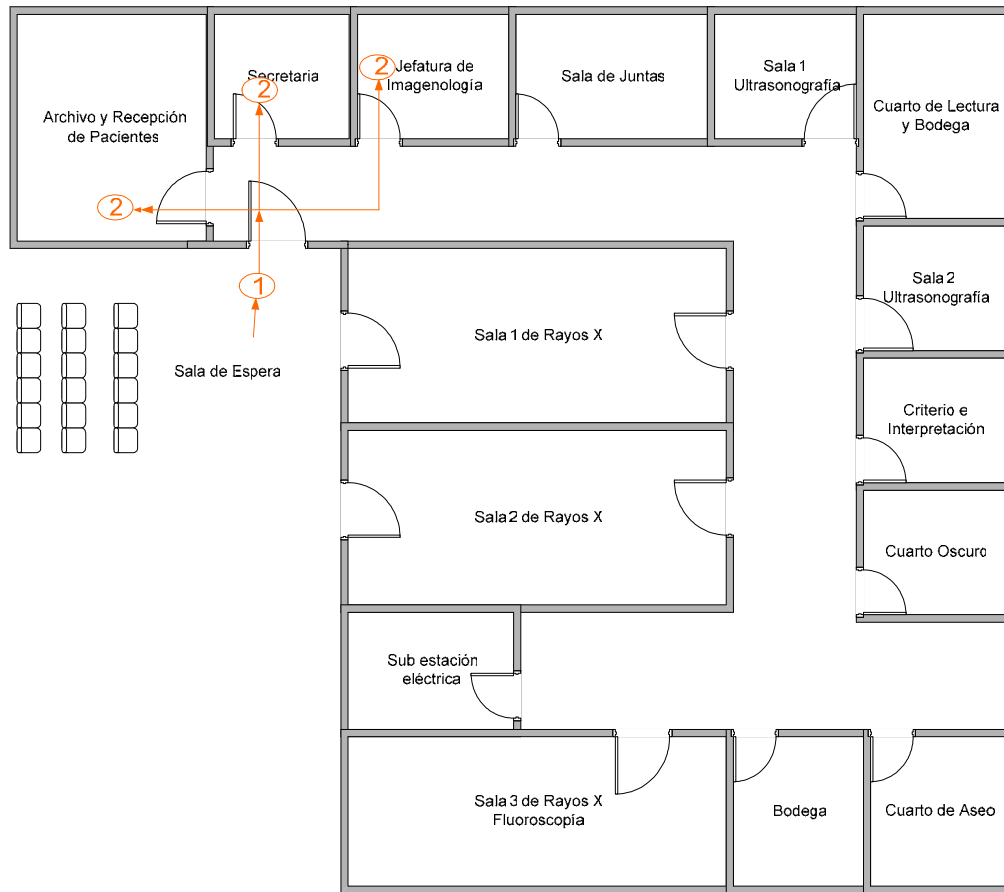 Archivo y Recepción
de Pacientes
Secretaria
2
2
Jefatura de
Imagenología
Sala de Juntas
Sala 1
Ultrasonografía
Cuarto de Lectura
y Bodega
2
1
Sala de Espera
Sala 1 de Rayos X
Sala 2
Ultrasonografía
Criterio e
Interpretación
Sala 2 de Rayos X
Cuarto Oscuro
Sub estación
eléctrica
Sala 3 de Rayos X
Fluoroscopía
Bodega
Cuarto de Aseo